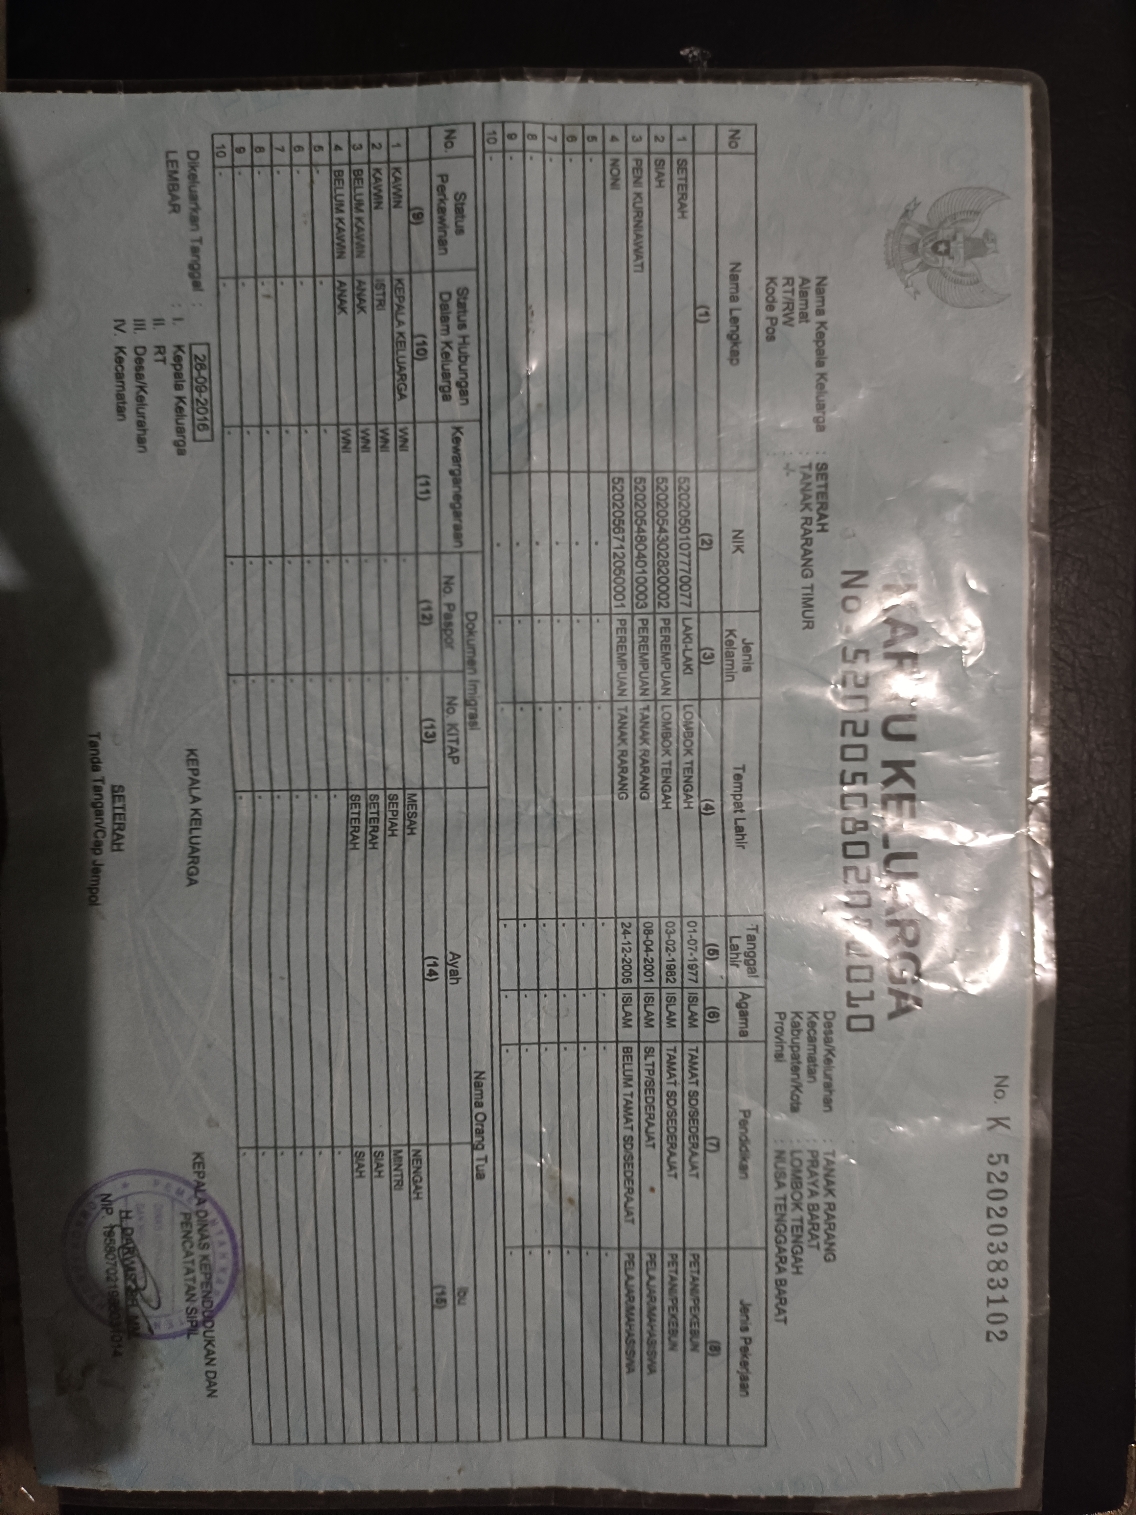 No. K 52020383102
KARTU KELUARGA
Nama Kepala Keluarga : SETERAH
Alamat : TANAK RARANG TIMUR
RT/RW : -/-
Kode Pos :
Desa/Kelurahan : TANAK RARANG
Kecamatan : PRAYA BARAT
Kabupaten/Kota : LOMBOK TENGAH
Provinsi : NUSA TENGGARA BARAT
No Nama Lengkap NIK Jenis Kelamin Tempat Lahir Tanggal Lahir Agama Pendidikan Jenis Pekerjaan
(1) (2) (3) (4) (5) (6) (7) (8)
1 SETERAH 5202050107770077 LAKI-LAKI LOMBOK TENGAH 01-07-1977 ISLAM TAMAT SD/SEDERAJAT PETANI/PEKEBUN
2 SIAH 5202054302820002 PEREMPUAN LOMBOK TENGAH 03-02-1982 ISLAM TAMAT SD/SEDERAJAT PETANI/PEKEBUN
3 PENI KURNIAWATI 5202054804010003 PEREMPUAN TANAK RARANG 08-04-2001 ISLAM SLTP/SEDERAJAT PELAJAR/MAHASISWA
4 NONI 5202056712050001 PEREMPUAN TANAK RARANG 24-12-2005 ISLAM BELUM TAMAT SD/SEDERAJAT PELAJAR/MAHASISWA
5 - - - - - - - -
6 - - - - - - - -
7 - - - - - - - -
8 - - - - - - - -
9 - - - - - - - -
10 - - - - - - - -
No. Status Perkawinan Status Hubungan Dalam Keluarga Kewarganegaraan Dokumen Imigrasi Nama Orang Tua
No. Paspor No. KITAP Ayah Ibu
(9) (10) (11) (12) (13) (14) (15)
1 KAWIN KEPALA KELUARGA WNI - - MESAH NENGAH
2 KAWIN ISTRI WNI - - SEPIAH MINTRI
3 BELUM KAWIN ANAK WNI - - SETERAH SIAH
4 BELUM KAWIN ANAK WNI - - SETERAH SIAH
5 - - - - - - -
6 - - - - - - -
7 - - - - - - -
8 - - - - - - -
9 - - - - - - -
10 - - - - - - -
Dikeluarkan Tanggal : 26-09-2016
LEMBAR : I. Kepala Keluarga
II. RT
III. Desa/Kelurahan
IV. Kecamatan
KEPALA KELUARGA
SETERAH
Tanda Tangan/Cap Jempol
KEPALA DINAS KEPENDUDUKAN DAN
PENCATATAN SIPIL